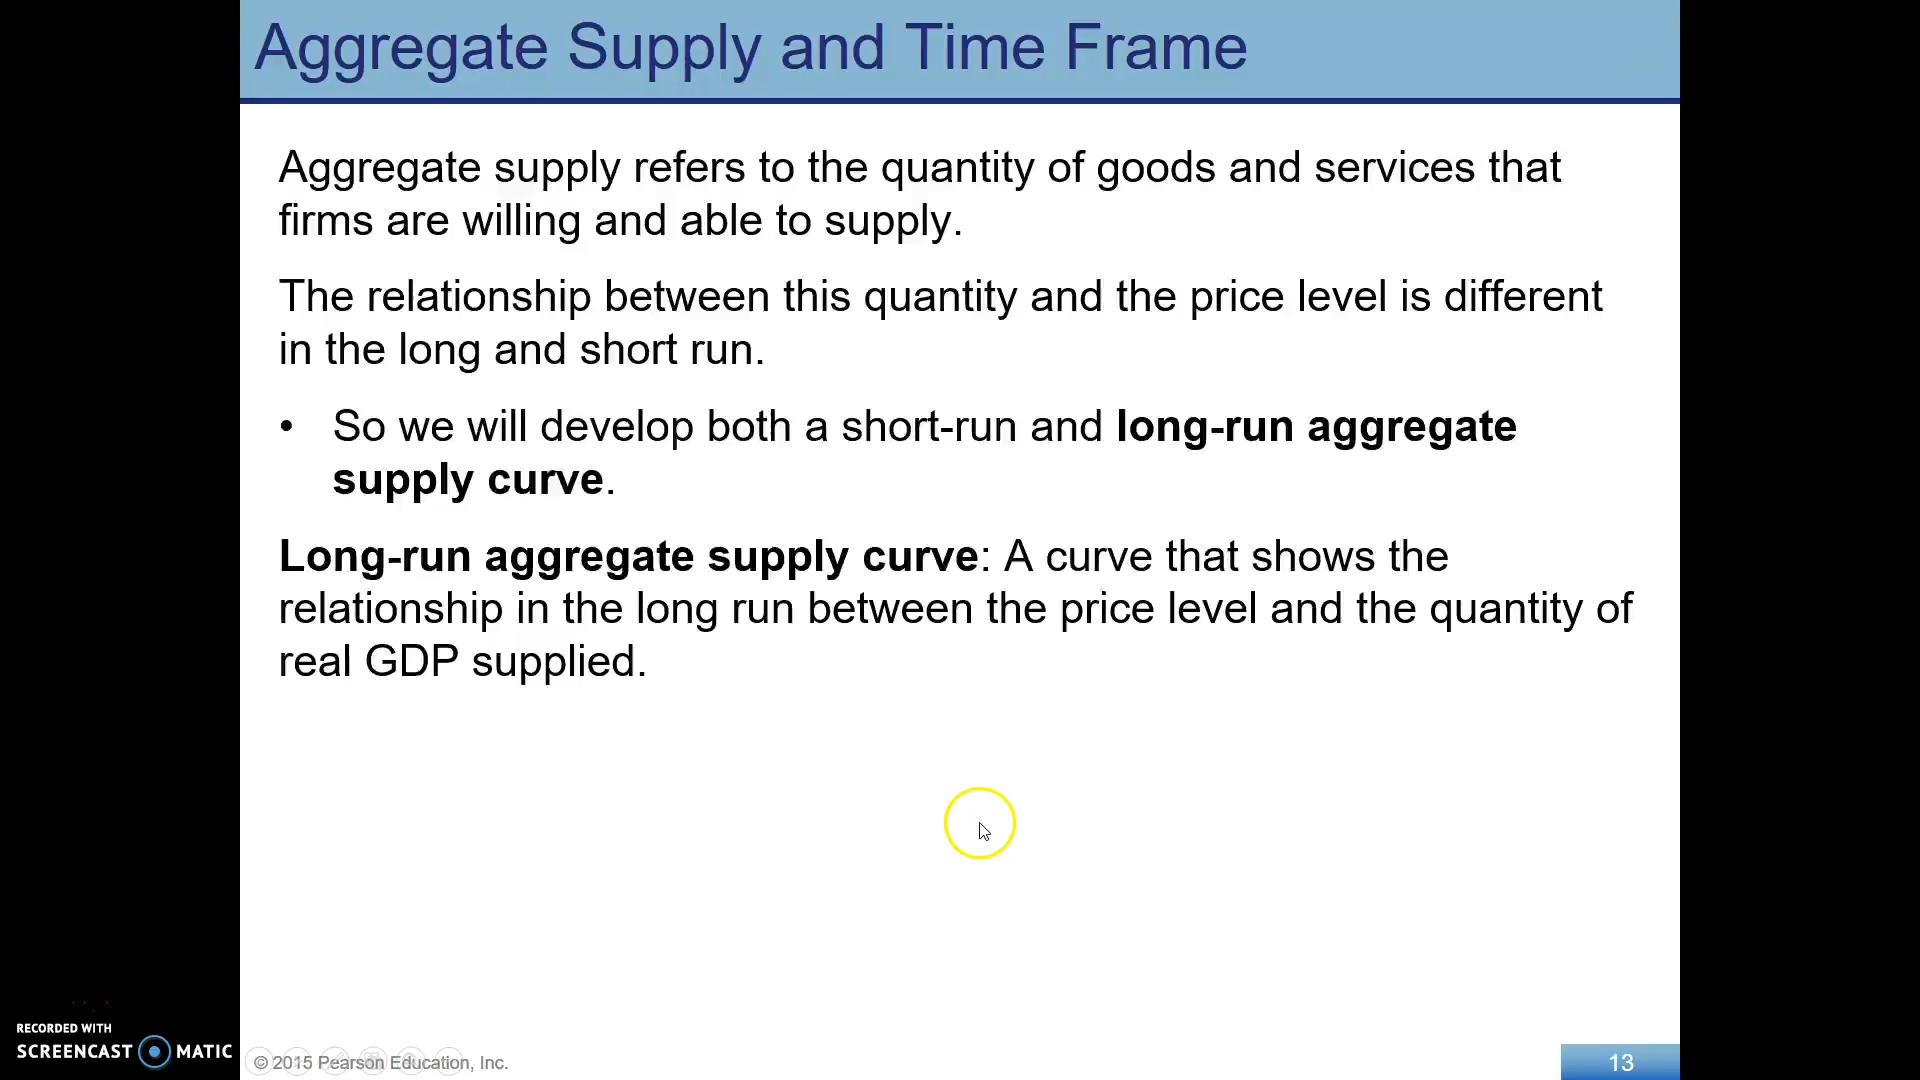 Aggregate Supply and Time Frame
Aggregate supply refers to the quantity of goods and services that
firms are willing and able to supply.
The relationship between this quantity and the price level is different
in the long and short run.
• So we will develop both a short-run and long-run aggregate
supply curve.
Long-run aggregate supply curve: A curve that shows the
relationship in the long run between the price level and the quantity of
real GDP supplied.
RECORDED WITH
SCREENCAST MATIC
© 2015 Pearson Education, Inc.
13